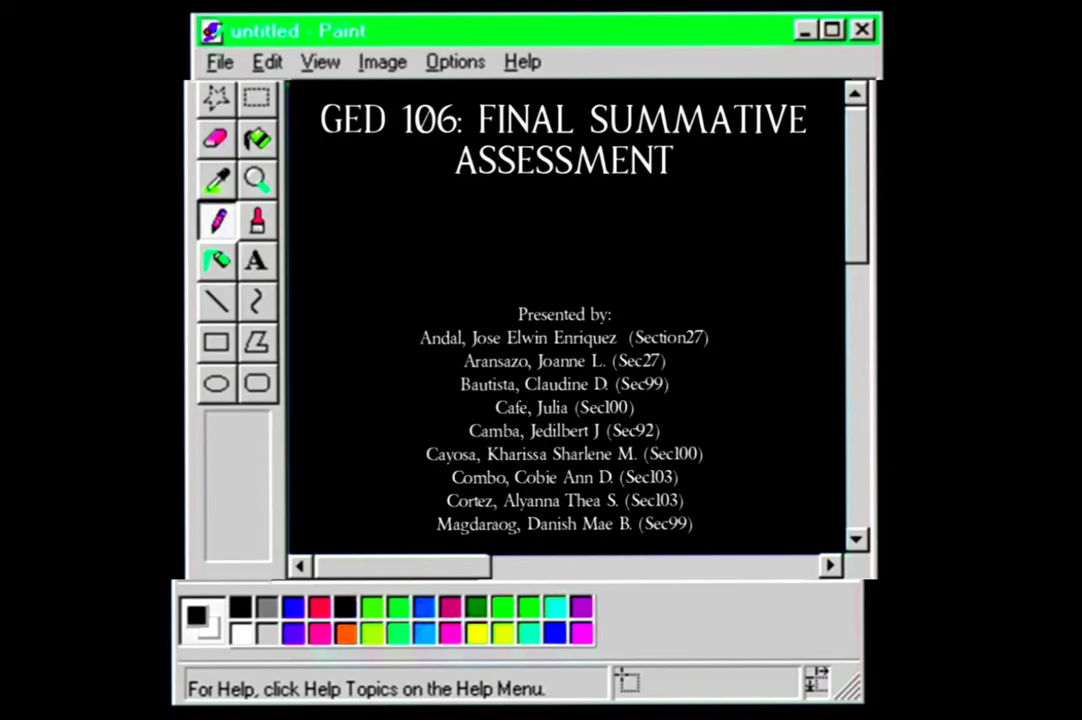 untitled - Paint
File Edit View Image Options Help
GED 106: FINAL SUMMATIVE
ASSESSMENT
A
Presented by:
Andal, Jose Elwin Enriquez (Section27)
Aransazo, Joanne L. (Sec27)
Bautista, Claudine D. (Sec99)
Cafe, Julia (Sec100)
Camba, Jedilbert J (Sec92)
Cayosa, Kharissa Sharlene M. (Sec100)
Combo, Cobie Ann D. (Sec103)
Cortez, Alyanna Thea S. (Sec103)
Magdaraog, Danish Mae B. (Sec99)
For Help, click Help Topics on the Help Menu.